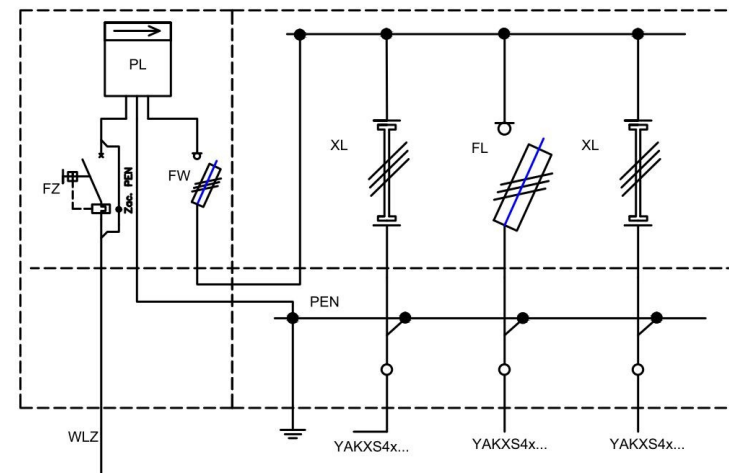 PL
XL
FL
XL
FZ
Zac. PEN
FW
PEN
WLZ
YAKXS4x...
YAKXS4x...
YAKXS4x...